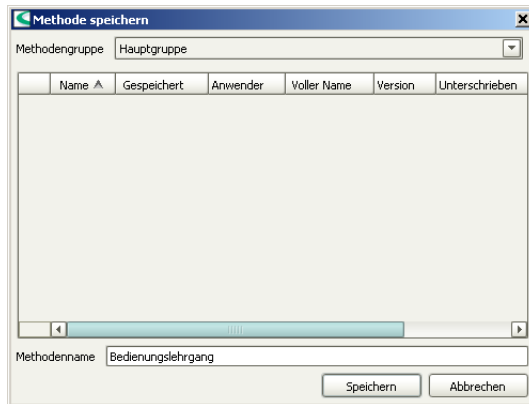 Methode speichern
Methodengruppe Hauptgruppe
Name Gespeichert Anwender Voller Name Version Unterschrieben
Methodenname Bedienungslehrgang
Speichern Abbrechen